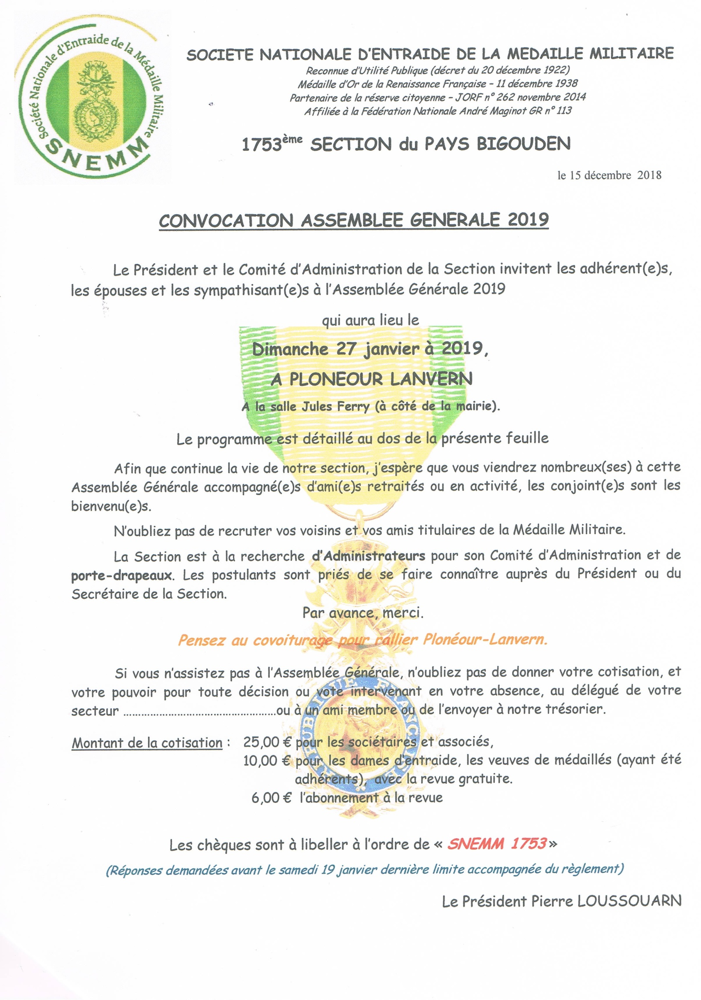 Société Nationale d'Entraide de la Médaille Militaire
SNEMM
SOCIETE NATIONALE D'ENTRAIDE DE LA MEDAILLE MILITAIRE
Reconnue d'Utilité Publique (décret du 20 décembre 1922)
Médaille d'Or de la Renaissance Française – 11 décembre 1938
Partenaire de la réserve citoyenne – JORF n° 262 novembre 2014
Affiliée à la Fédération Nationale André Maginot GR n° 113
1753ème SECTION du PAYS BIGOUDEN
le 15 décembre 2018
CONVOCATION ASSEMBLEE GENERALE 2019
Le Président et le Comité d'Administration de la Section invitent les adhérent(e)s,
les épouses et les sympathisant(e)s à l'Assemblée Générale 2019
qui aura lieu le
Dimanche 27 janvier à 2019,
A PLONEOUR LANVERN
A la salle Jules Ferry (à côté de la mairie).
Le programme est détaillé au dos de la présente feuille
Afin que continue la vie de notre section, j'espère que vous viendrez nombreux(ses) à cette
Assemblée Générale accompagné(e)s d'ami(e)s retraités ou en activité, les conjoint(e)s sont les
bienvenu(e)s.
N'oubliez pas de recruter vos voisins et vos amis titulaires de la Médaille Militaire.
La Section est à la recherche d'Administrateurs pour son Comité d'Administration et de
porte-drapeaux. Les postulants sont priés de se faire connaître auprès du Président ou du
Secrétaire de la Section.
Par avance, merci.
Pensez au covoiturage pour rallier Plonéour-Lanvern.
Si vous n'assistez pas à l'Assemblée Générale, n'oubliez pas de donner votre cotisation, et
votre pouvoir pour toute décision ou vote intervenant en votre absence, au délégué de votre
secteur ……………………………………………ou à un ami membre ou de l'envoyer à notre trésorier.
Montant de la cotisation : 25,00 € pour les sociétaires et associés,
10,00 € pour les dames d'entraide, les veuves de médaillés (ayant été
adhérents), avec la revue gratuite.
6,00 € l'abonnement à la revue
REPUBLIQUE FRANCAISE
Les chèques sont à libeller à l'ordre de « SNEMM 1753 »
(Réponses demandées avant le samedi 19 janvier dernière limite accompagnée du règlement)
Le Président Pierre LOUSSOUARN